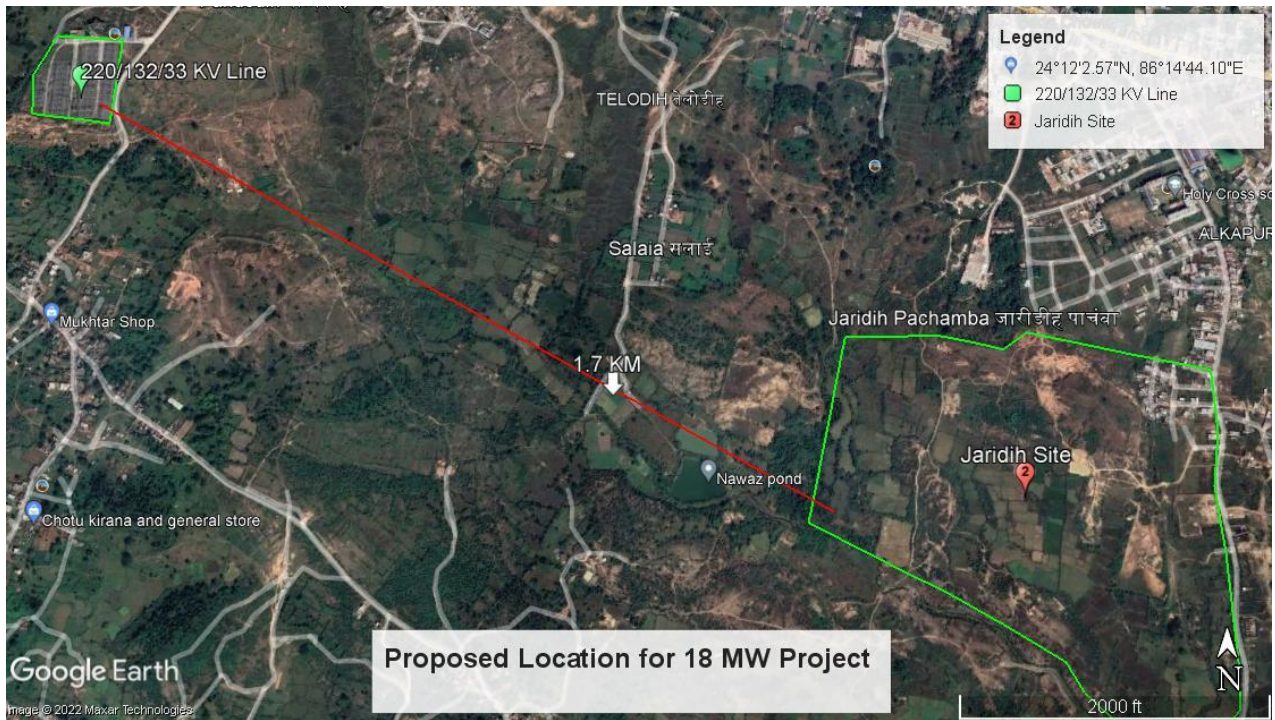 220/132/33 KV Line
TELODIH तेलोडीह
Legend
24°12'2.57"N, 86°14'44.10"E
220/132/33 KV Line
2 Jaridih Site
Holy Cross sc
ALKAPUR
Salaia सलाई
Mukhtar Shop
Jaridih Pachamba जारीडीह पाचंबा
1.7 KM
Jaridih Site
2
Nawaz pond
Chotu kirana and general store
Proposed Location for 18 MW Project
Google Earth
Image © 2022 Maxar Technologies
N
2000 ft